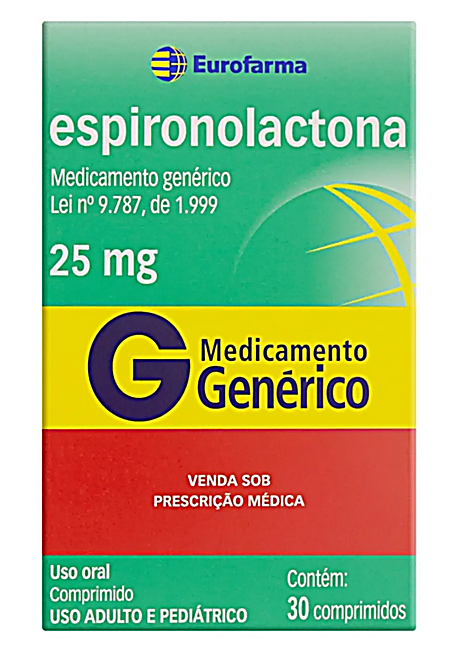 Eurofarma
espironolactona
Medicamento genérico
Lei nº 9.787, de 1.999
25 mg
G Medicamento
Genérico
VENDA SOB
PRESCRIÇÃO MÉDICA
Uso oral
Comprimido
USO ADULTO E PEDIÁTRICO
Contém:
30 comprimidos